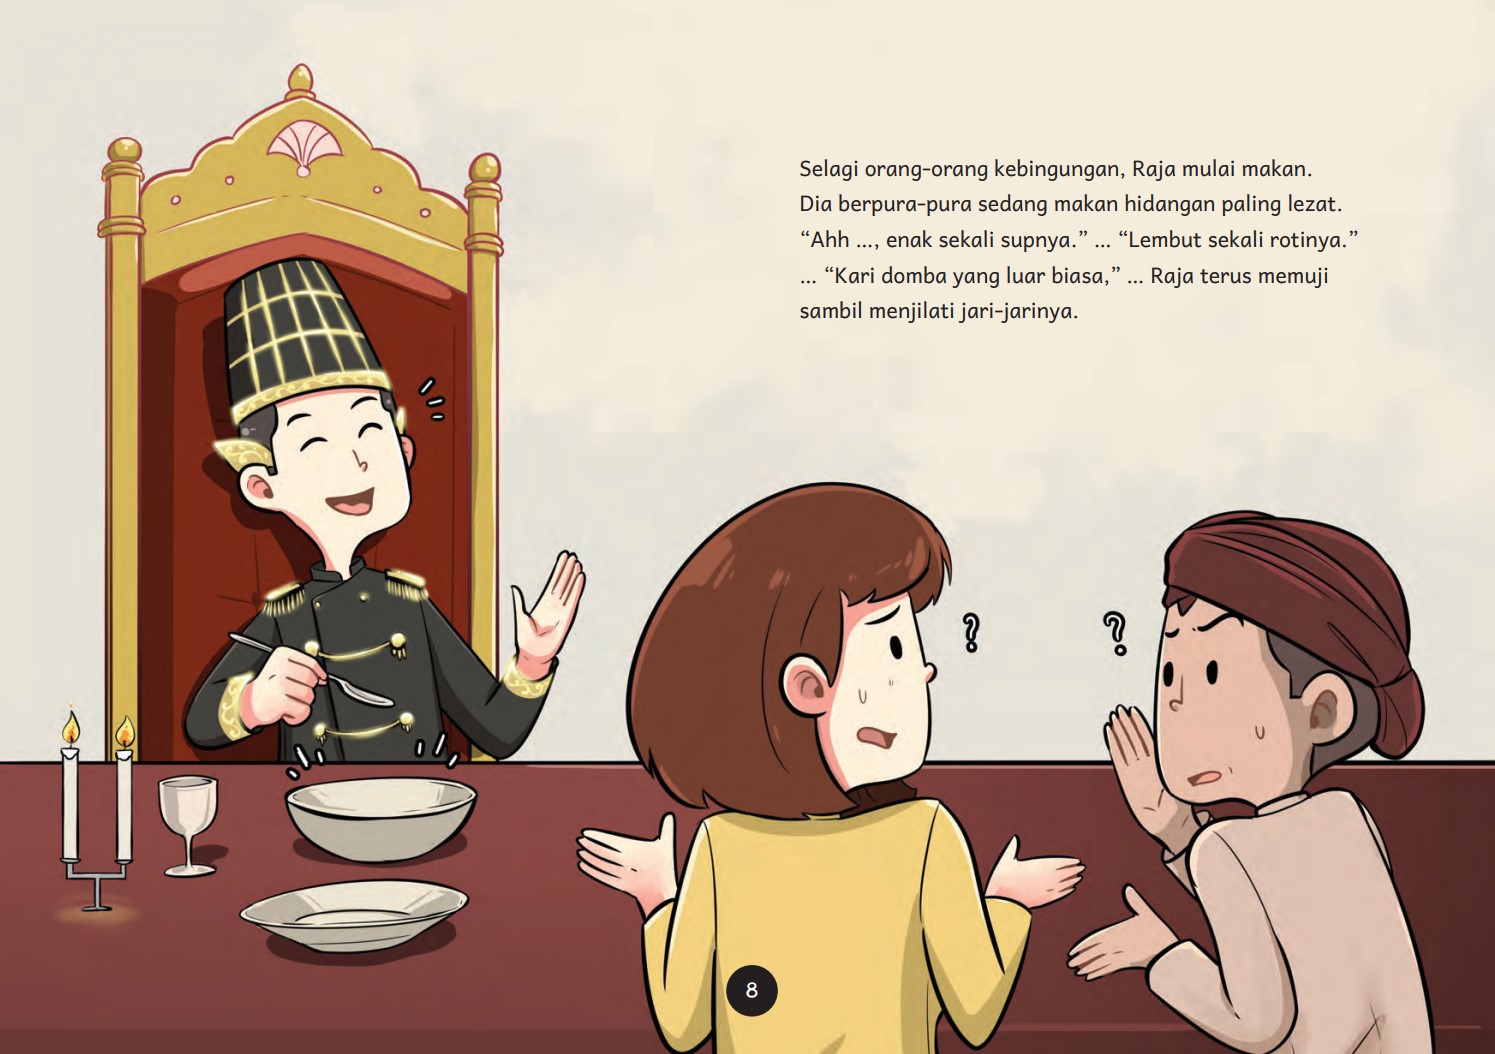 Selagi orang-orang kebingungan, Raja mulai makan.
Dia berpura-pura sedang makan hidangan paling lezat.
“Ahh ..., enak sekali supnya.” ... “Lembut sekali rotinya.”
... “Kari domba yang luar biasa,” ... Raja terus memuji
sambil menjilati jari-jarinya.
? ?
8